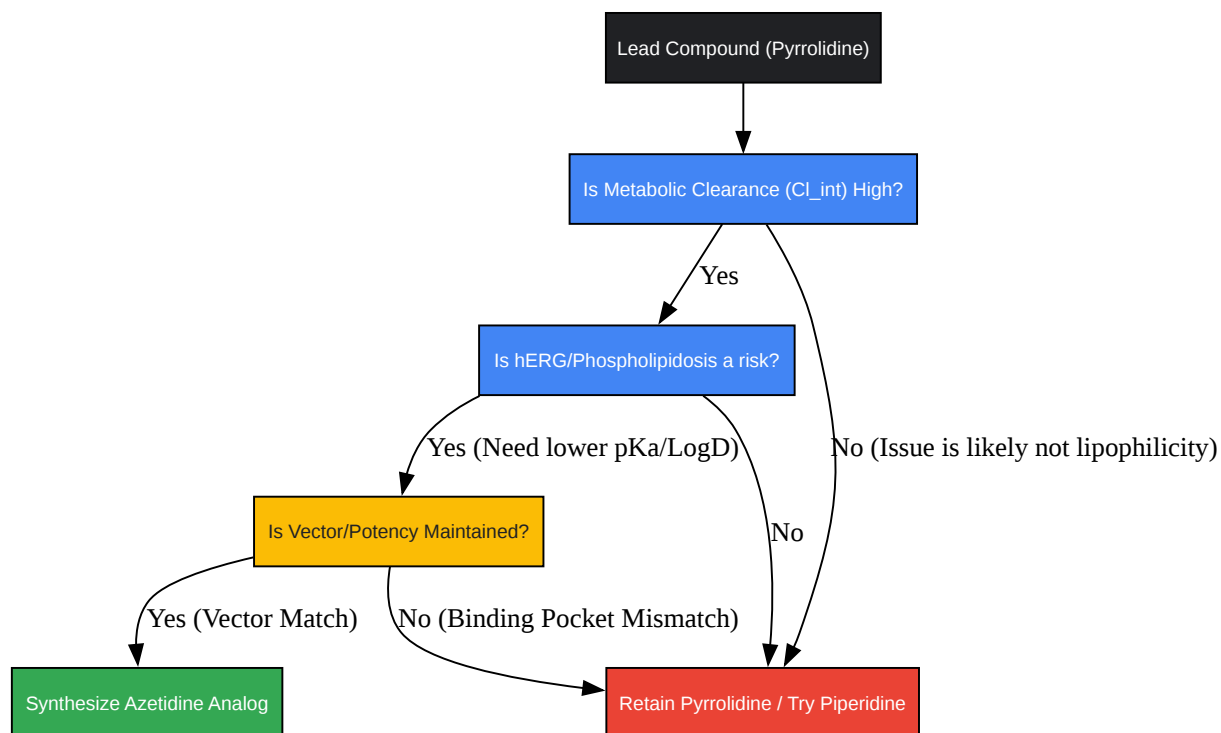 Lead Compound (Pyrrolidine)
Is Metabolic Clearance (Cl_int) High?
Yes
Is hERG/Phospholipidosis a risk?
Yes (Need lower pKa/LogD)
No (Issue is likely not lipophilicity)
Is Vector/Potency Maintained?
No
Yes (Vector Match)
No (Binding Pocket Mismatch)
Synthesize Azetidine Analog
Retain Pyrrolidine / Try Piperidine